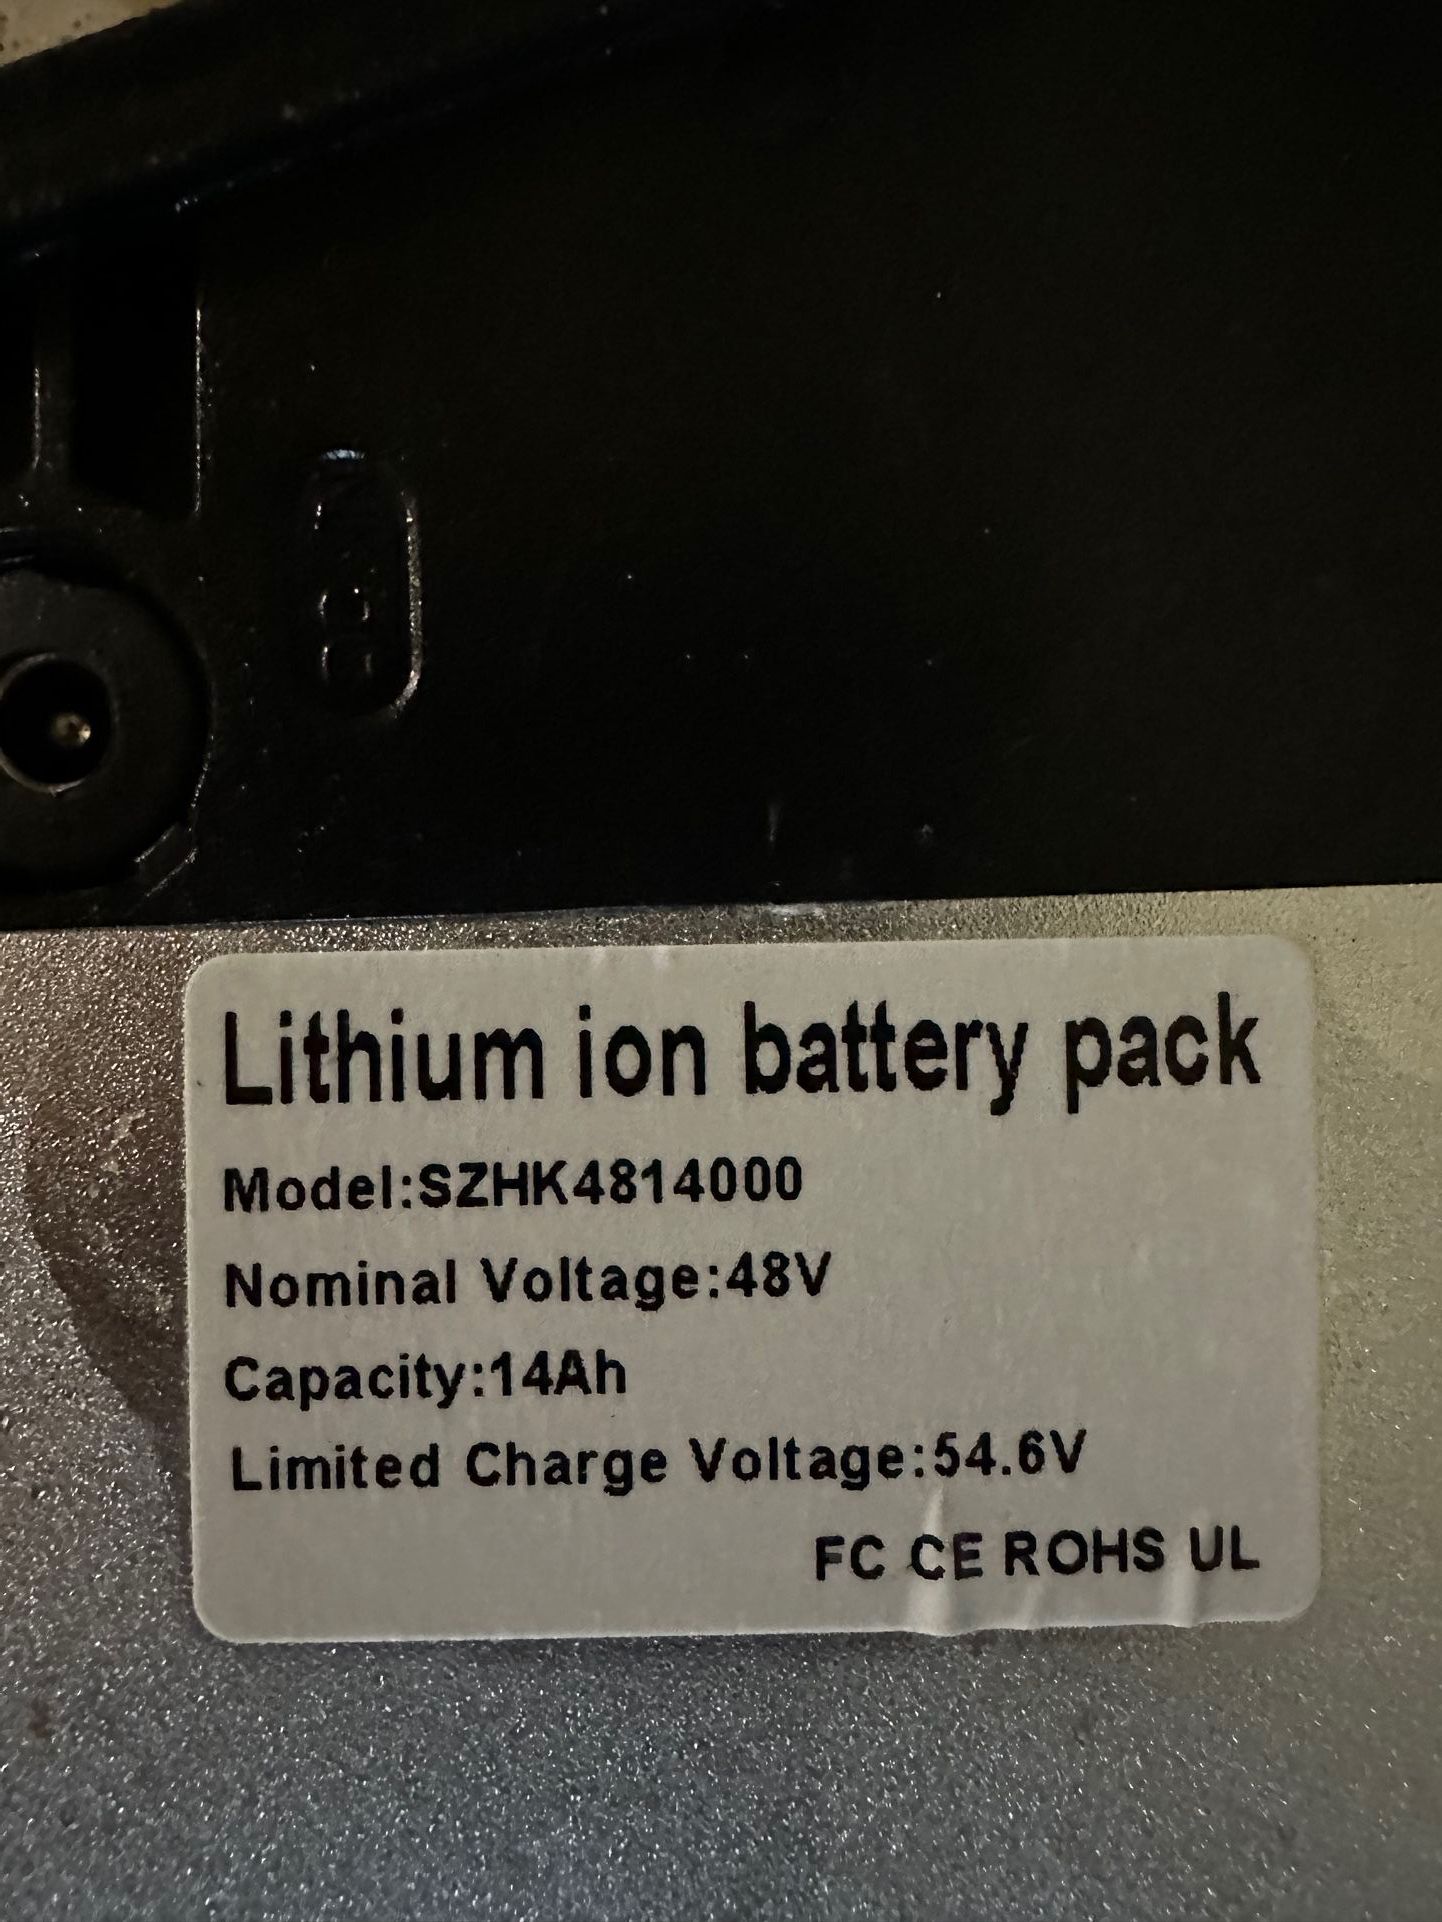 Lithium ion battery pack
Model:SZHK4814000
Nominal Voltage:48V
Capacity:14Ah
Limited Charge Voltage:54.6V
FC CE ROHS UL